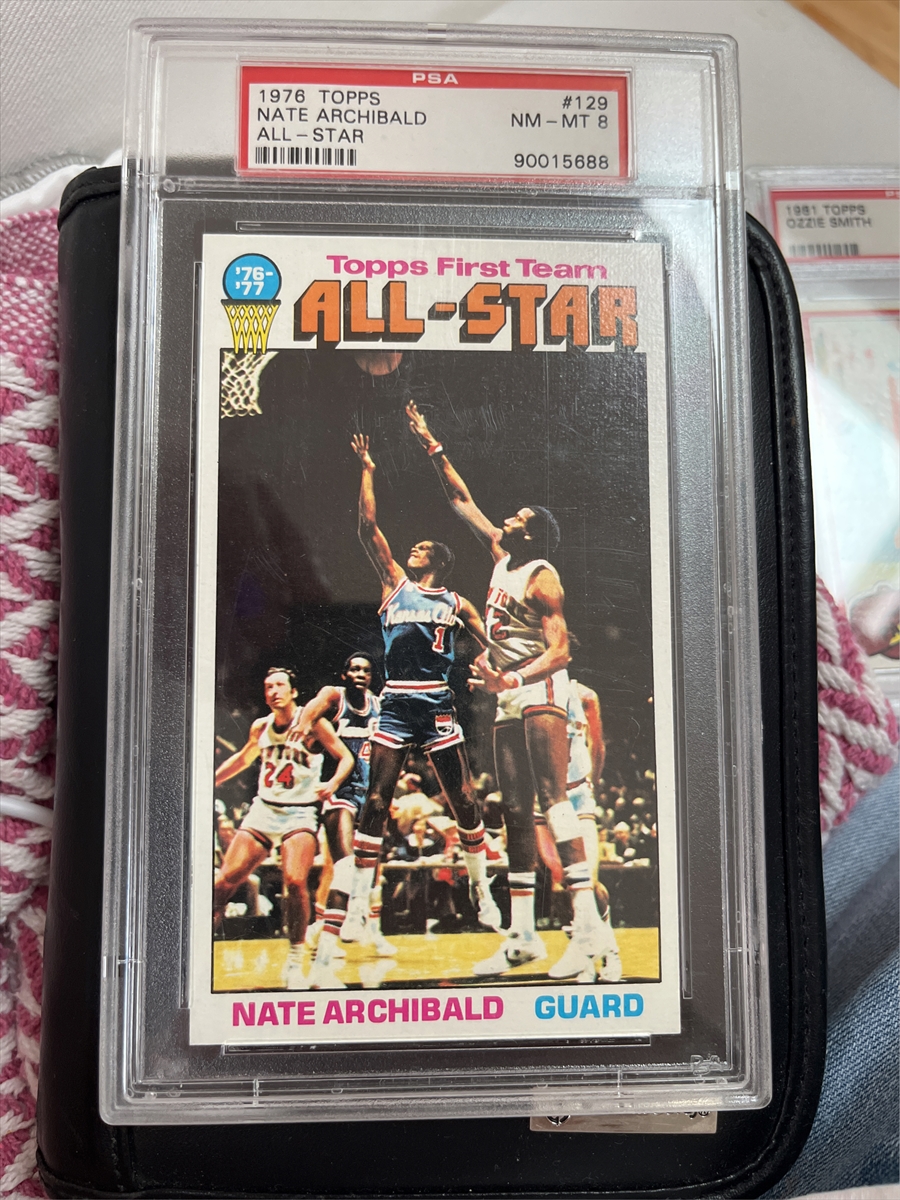 PSA
1976 TOPPS #129
NATE ARCHIBALD NM-MT 8
ALL-STAR
90015688
1981 TOPPS
OZZIE SMITH
'76-
'77
Topps First Team
ALL-STAR
Kansas City
1
24
NATE ARCHIBALD GUARD